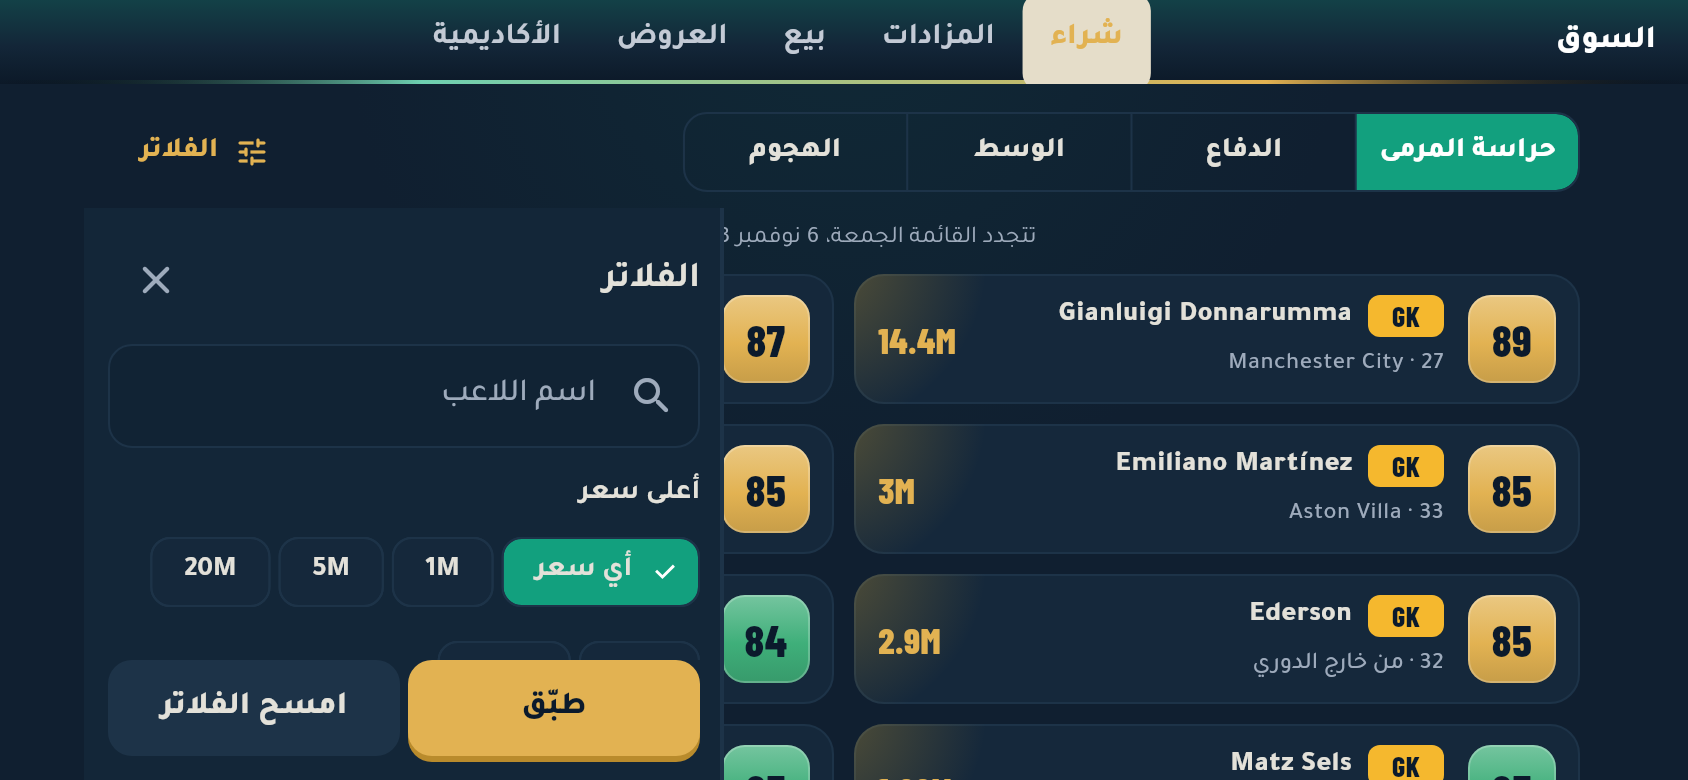 السوق
شراء
المزادات
بيع
العروض
الأكاديمية
حراسة المرمى
الدفاع
الوسط
الهجوم
الفلاتر
تتجدد القائمة الجمعة، 6 نوفمبر
89
GK
Gianluigi Donnarumma
Manchester City · 27
14.4M
87
85
GK
Emiliano Martínez
Aston Villa · 33
3M
85
85
GK
Ederson
32 · من خارج الدوري
2.9M
84
GK
Matz Sels
الفلاتر
اسم اللاعب
أعلى سعر
أي سعر
1M
5M
20M
طبّق
امسح الفلاتر